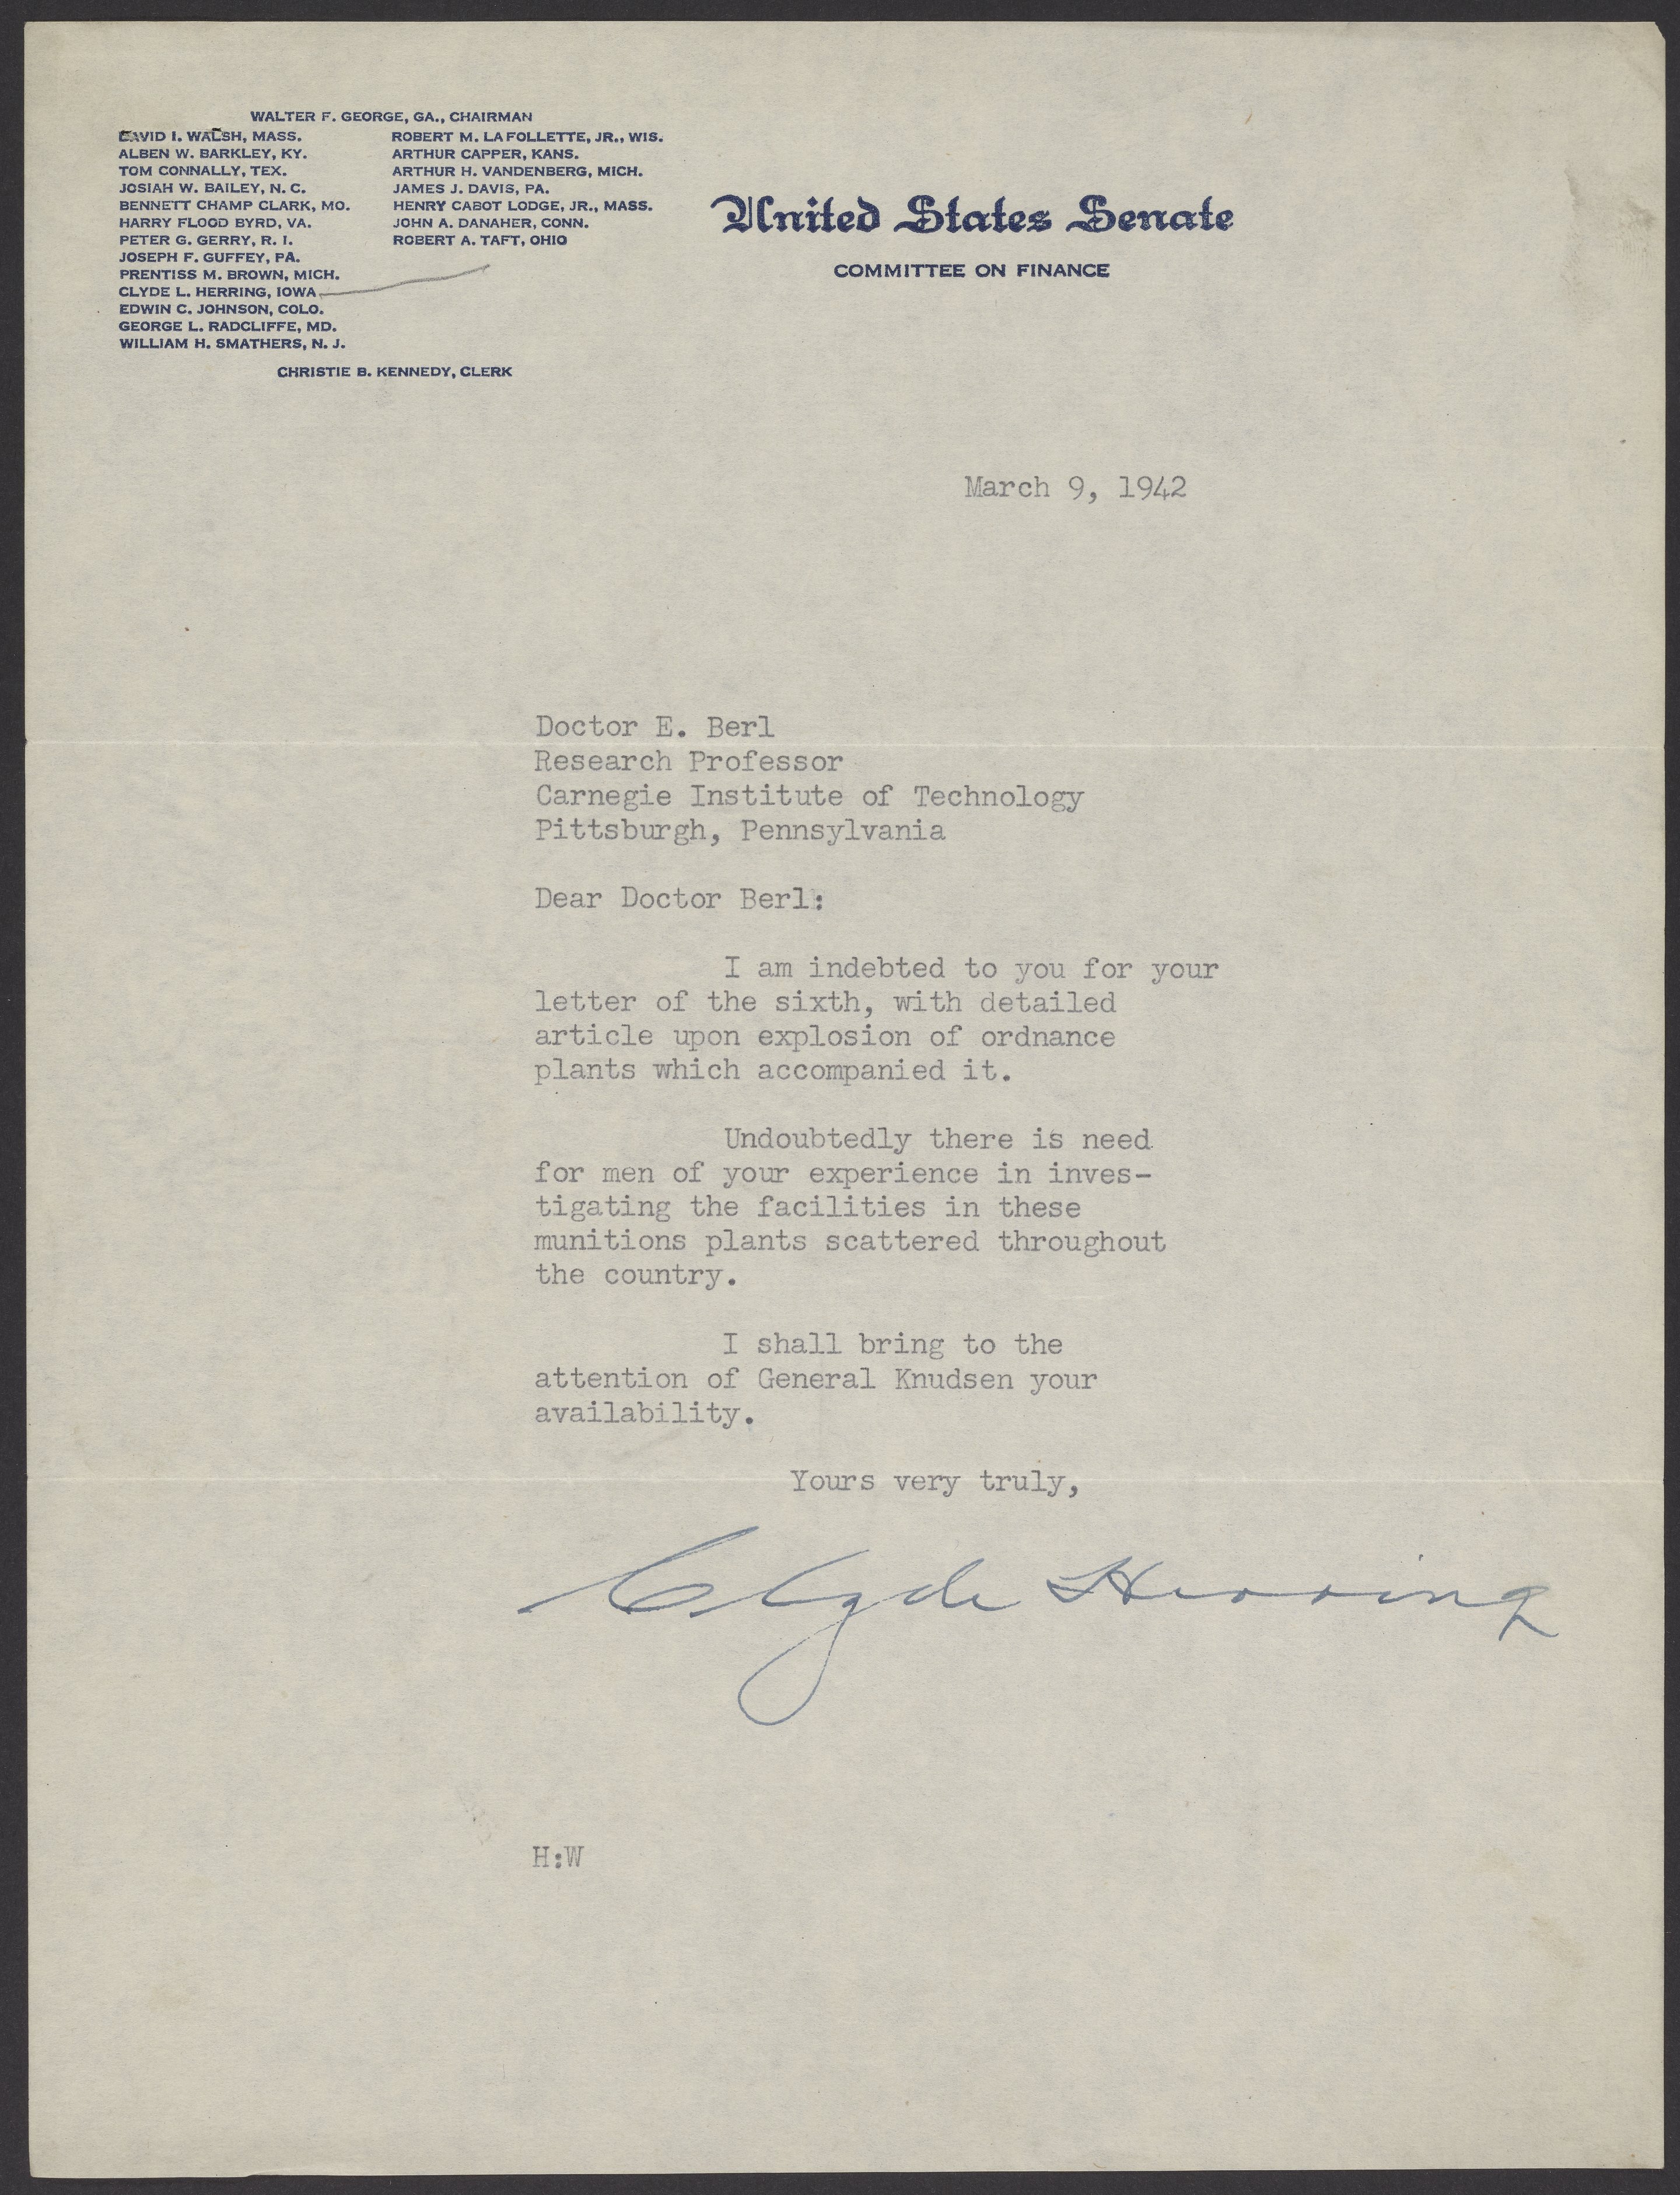 WALTER F. GEORGE, GA., CHAIRMAN
DAVID I. WALSH, MASS.
ALBEN W. BARKLEY, KY.
TOM CONNALLY, TEX.
JOSIAH W. BAILEY, N. C.
BENNETT CHAMP CLARK, MO.
HARRY FLOOD BYRD, VA.
PETER G. GERRY, R. I.
JOSEPH F. GUFFEY, PA.
PRENTISS M. BROWN, MICH.
CLYDE L. HERRING, IOWA
EDWIN C. JOHNSON, COLO.
GEORGE L. RADCLIFFE, MD.
WILLIAM H. SMATHERS, N. J.
ROBERT M. LA FOLLETTE, JR., WIS.
ARTHUR CAPPER, KANS.
ARTHUR H. VANDENBERG, MICH.
JAMES J. DAVIS, PA.
HENRY CABOT LODGE, JR., MASS.
JOHN A. DANAHER, CONN.
ROBERT A. TAFT, OHIO
CHRISTIE B. KENNEDY, CLERK
United States Senate
COMMITTEE ON FINANCE
March 9, 1942
Doctor E. Berl
Research Professor
Carnegie Institute of Technology
Pittsburgh, Pennsylvania
Dear Doctor Berl:
I am indebted to you for your
letter of the sixth, with detailed
article upon explosion of ordnance
plants which accompanied it.
Undoubtedly there is need
for men of your experience in inves-
tigating the facilities in these
munitions plants scattered throughout
the country.
I shall bring to the
attention of General Knudsen your
availability.
Yours very truly,
Clyde Herring
H:W